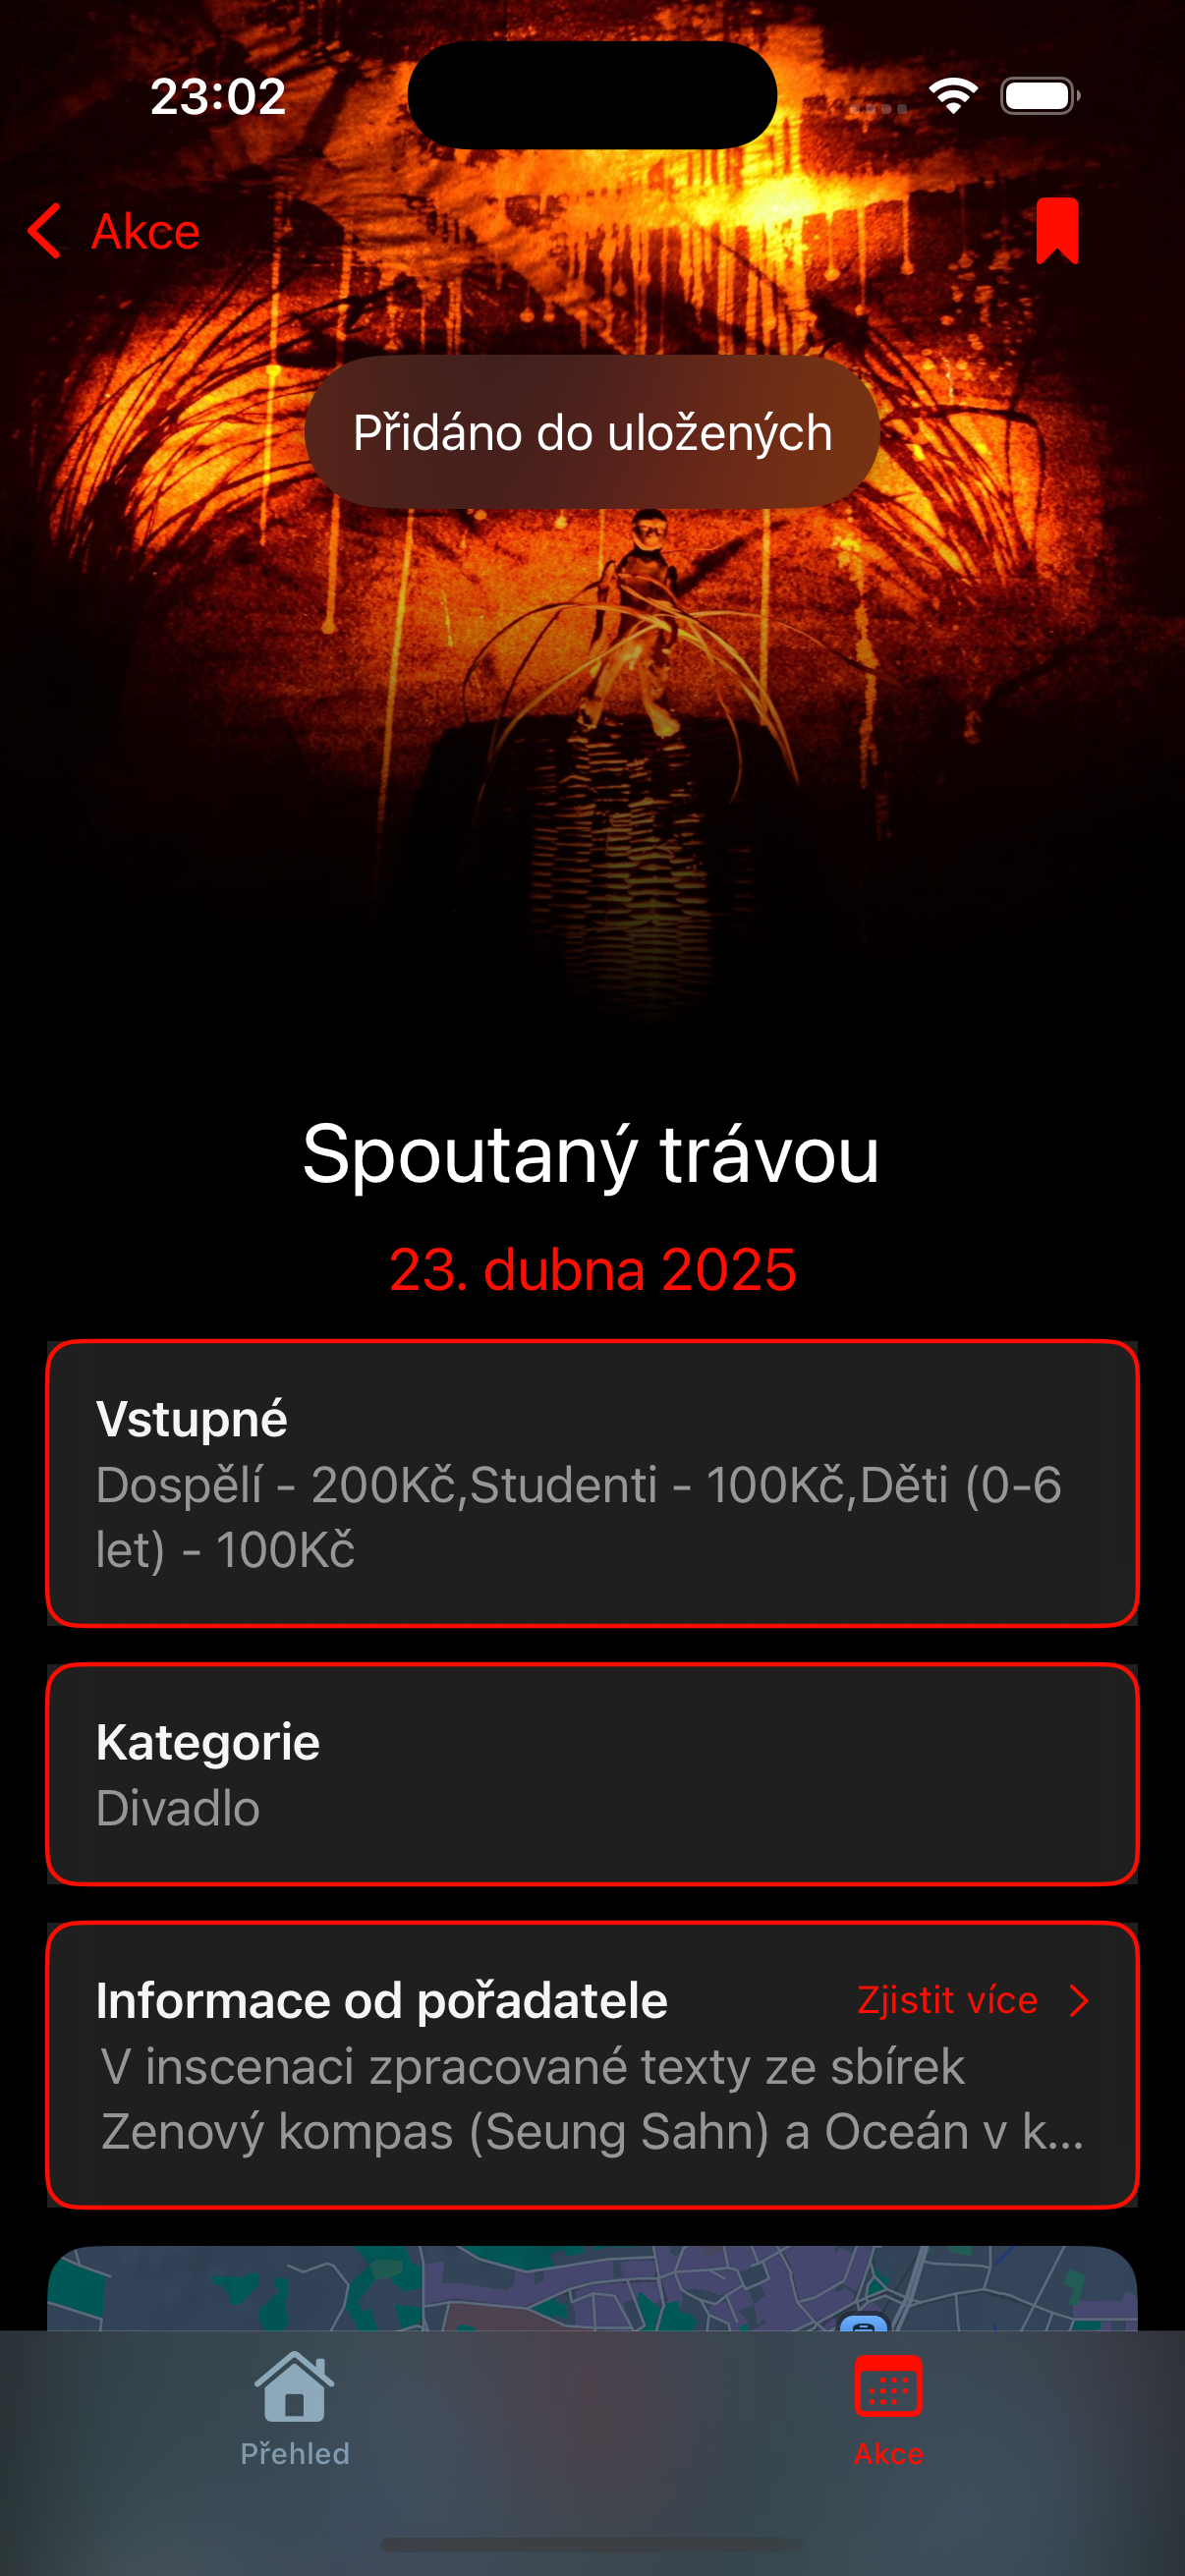 23:02
Akce
Přidáno do uložených
Spoutaný trávou
23. dubna 2025
Vstupné
Dospělí - 200Kč,Studenti - 100Kč,Děti (0-6
let) - 100Kč
Kategorie
Divadlo
Informace od pořadatele
Zjistit více
V inscenaci zpracované texty ze sbírek
Zenový kompas (Seung Sahn) a Oceán v k...
Přehled
Akce